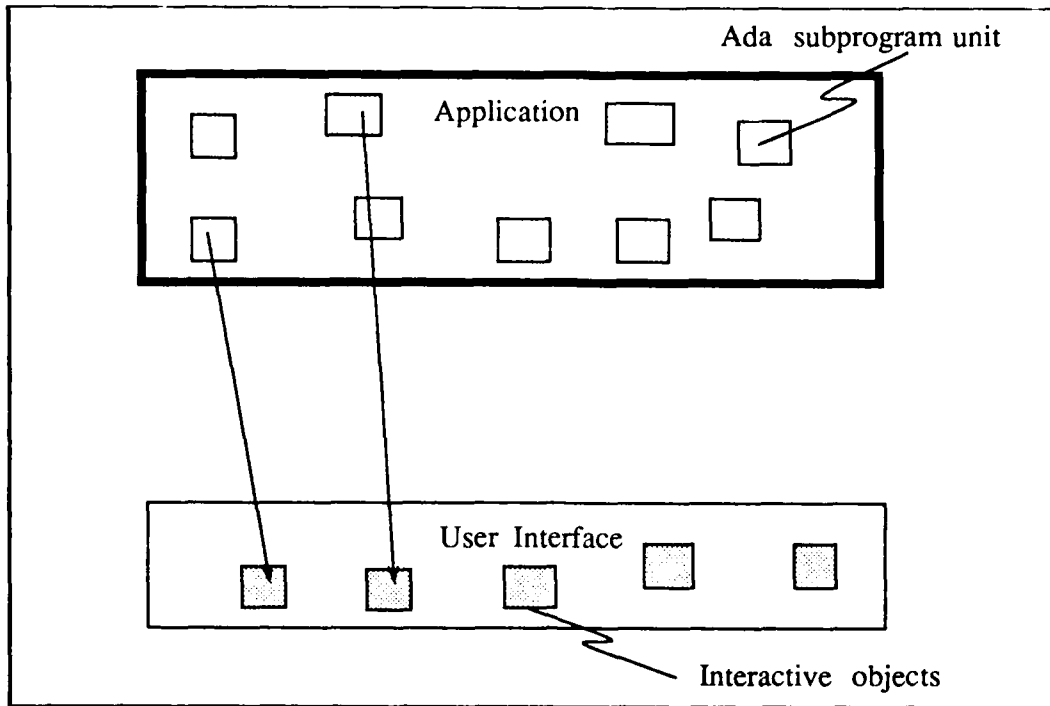 Ada subprogram unit
Application
User Interface
Interactive objects